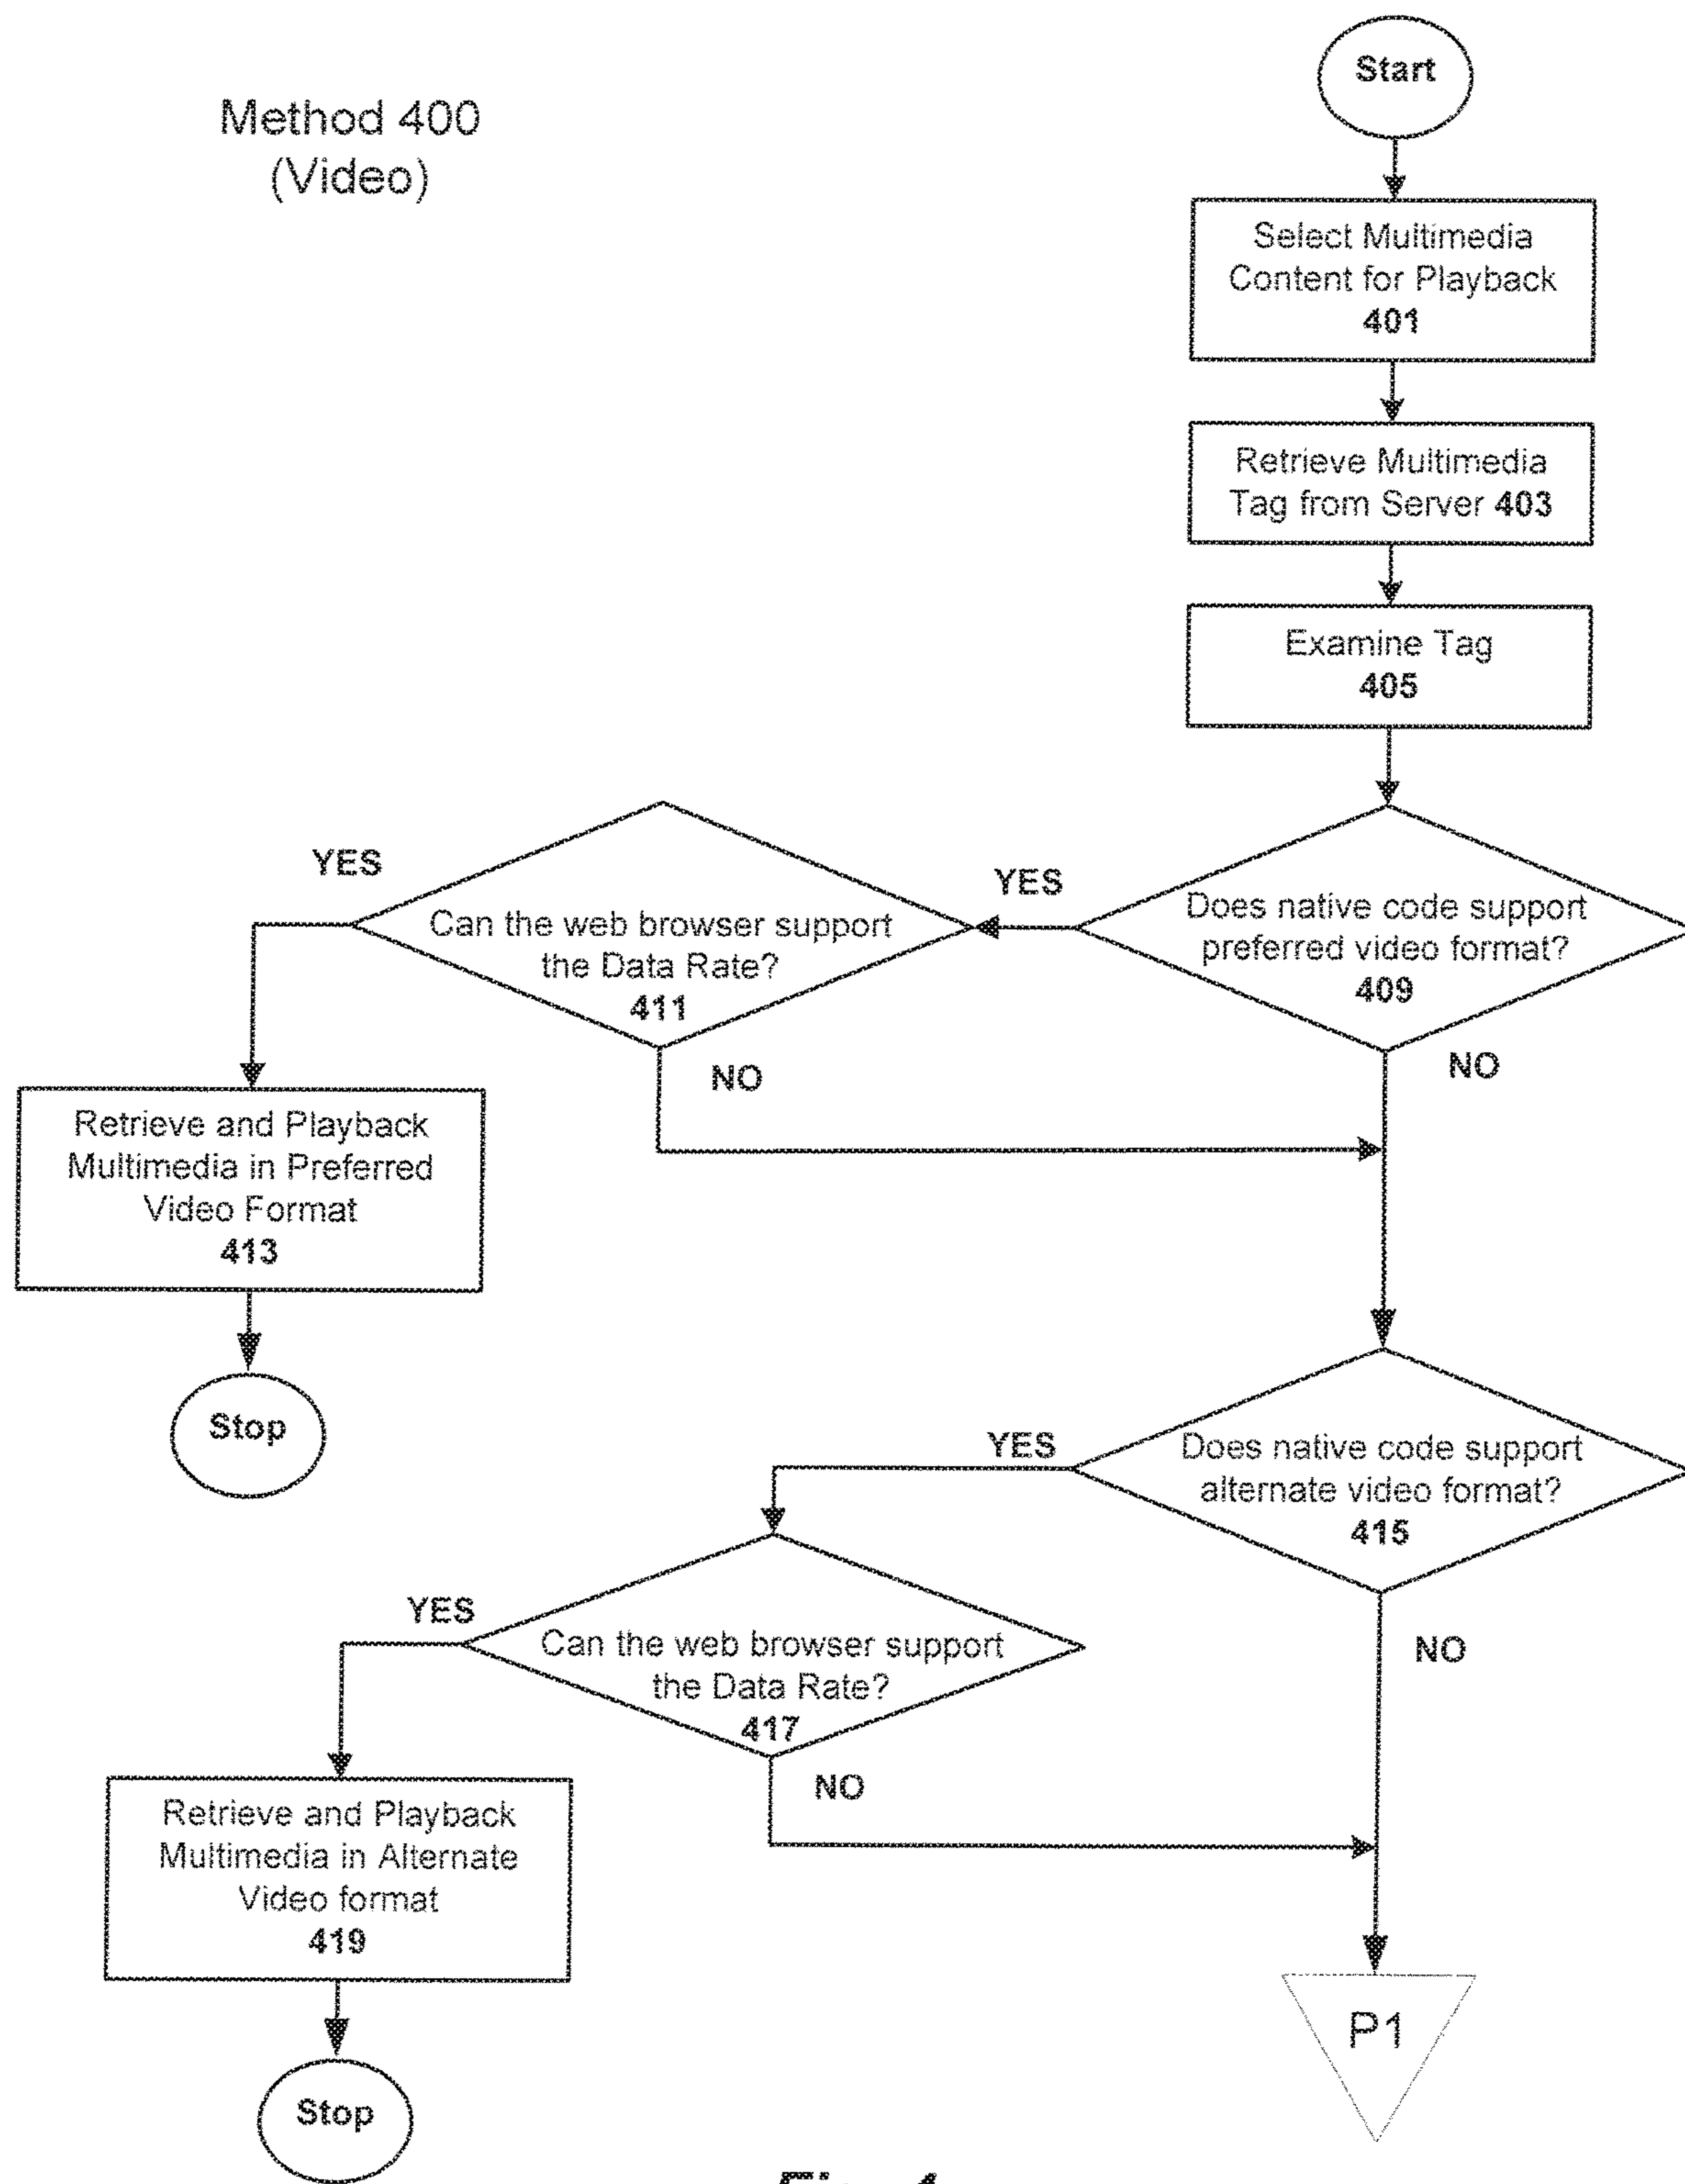 Method 400
(Video)
Start
Select Multimedia
Content for Playback
401
Retrieve Multimedia
Tag from Server 403
Examine Tag
405
Does native code support
preferred video format?
409
YES
NO
Can the web browser support
the Data Rate?
411
YES
NO
Retrieve and Playback
Multimedia in Preferred
Video Format
413
Stop
Does native code support
alternate video format?
415
YES
NO
Can the web browser support
the Data Rate?
417
YES
NO
Retrieve and Playback
Multimedia in Alternate
Video format
419
Stop
P1